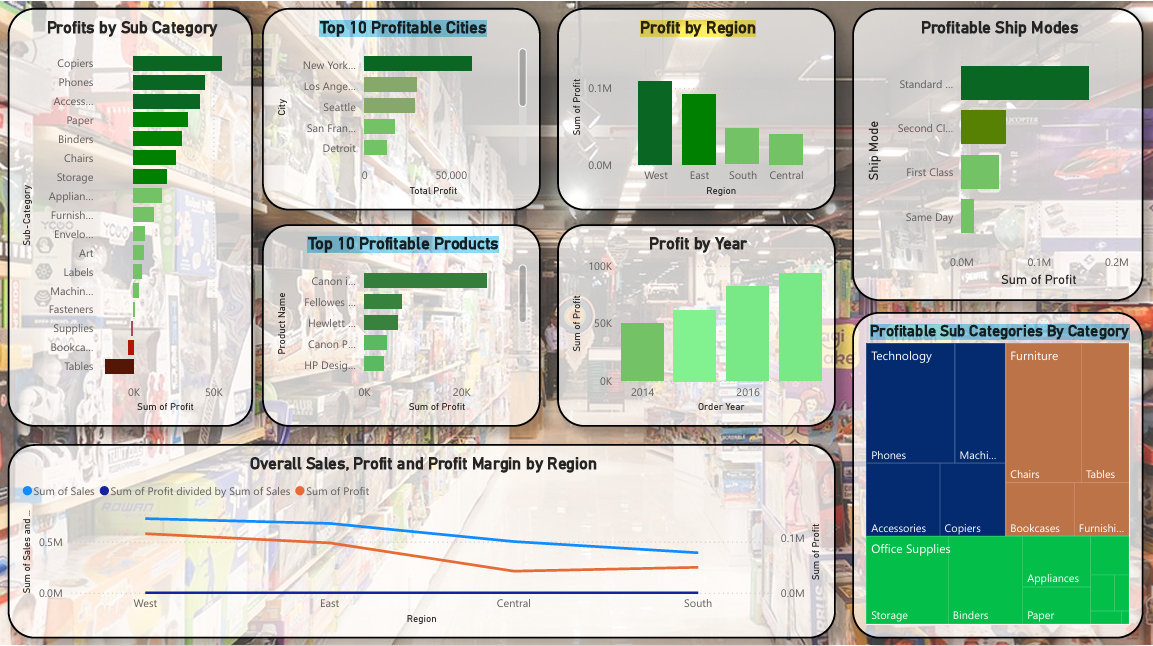 Profits by Sub Category
Sub-Category
Copiers
Phones
Access...
Paper
Binders
Chairs
Storage
Applian...
Furnish...
Envelo...
Art
Labels
Machin...
Fasteners
Supplies
Bookca...
Tables
0K 50K
Sum of Profit
Top 10 Profitable Cities
City
New York...
Los Ange...
Seattle
San Fran...
Detroit
0 50,000
Total Profit
Profit by Region
Sum of Profit
0.1M
0.0M
West East South Central
Region
Profitable Ship Modes
Ship Mode
Standard ...
Second Cl...
First Class
Same Day
0.0M 0.1M 0.2M
Sum of Profit
Top 10 Profitable Products
Product Name
Canon i...
Fellowes ...
Hewlett ...
Canon P...
HP Desig...
0K 20K
Sum of Profit
Profit by Year
Sum of Profit
100K
50K
0K
2014 2016
Order Year
Profitable Sub Categories By Category
Technology
Phones
Machi...
Accessories
Copiers
Furniture
Chairs
Tables
Bookcases
Furnishi...
Office Supplies
Storage
Binders
Appliances
Paper
Overall Sales, Profit and Profit Margin by Region
Sum of Sales Sum of Profit divided by Sum of Sales Sum of Profit
Sum of Sales and ...
0.5M
0.0M
West East Central South
Region
0.1M
0.0M
Sum of Profit